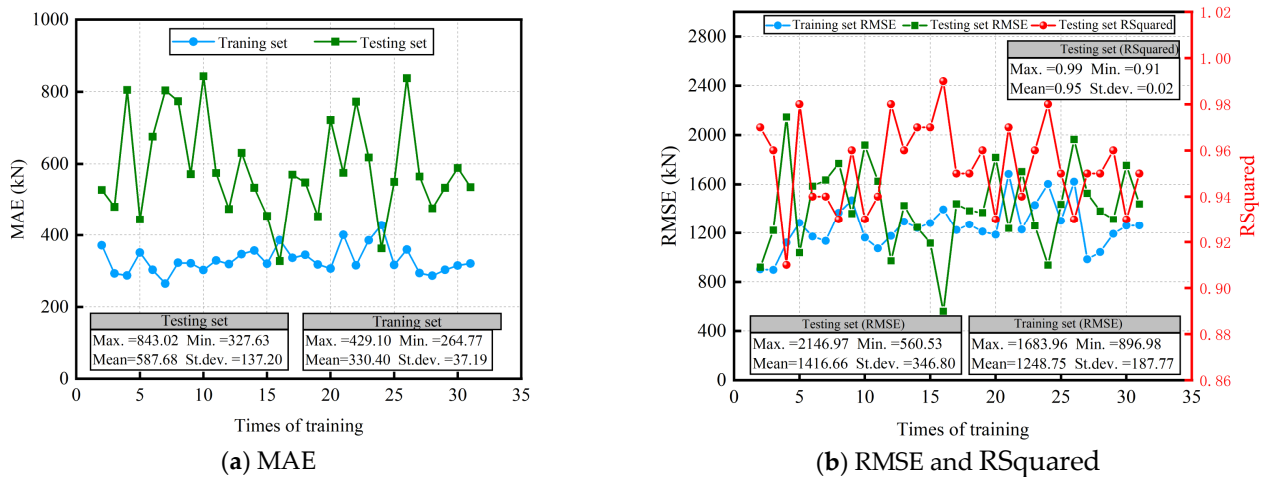 1000
800
600
400
200
0
MAE (kN)
Traning set
Testing set
Testing set
Max. =843.02 Min. =327.63
Mean=587.68 St.dev. =137.20
Traning set
Max. =429.10 Min. =264.77
Mean=330.40 St.dev. =37.19
0 5 10 15 20 25 30 35
Times of training
(a) MAE
2800
2400
2000
1600
1200
800
400
0
RMSE (kN)
Training set RMSE
Testing set RMSE
Testing set RSquared
Testing set (RSquared)
Max. =0.99 Min. =0.91
Mean=0.95 St.dev. =0.02
Testing set (RMSE)
Max. =2146.97 Min. =560.53
Mean=1416.66 St.dev. =346.80
Training set (RMSE)
Max. =1683.96 Min. =896.98
Mean=1248.75 St.dev. =187.77
1.02
1.00
0.98
0.96
0.94
0.92
0.90
0.88
0.86
RSquared
0 5 10 15 20 25 30 35
Times of training
(b) RMSE and RSquared